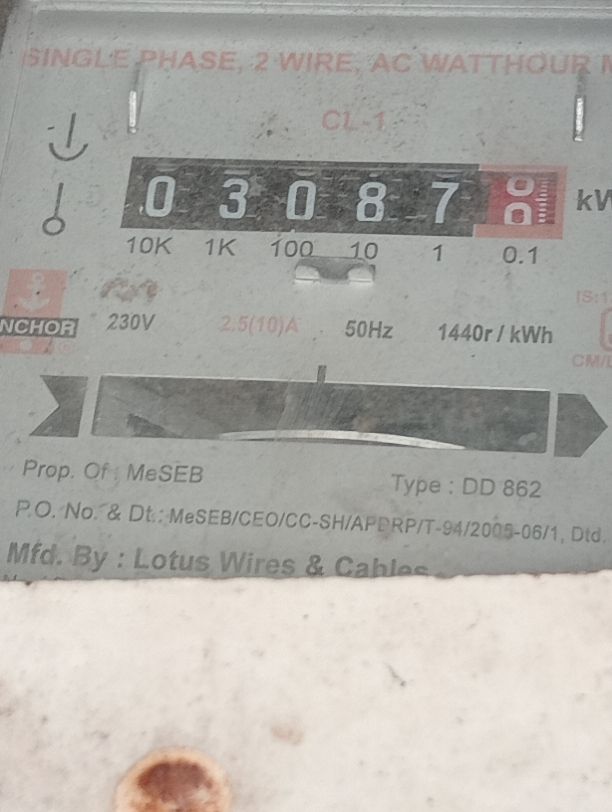 SINGLE PHASE, 2 WIRE, AC WATTHOUR
CL-1
0 3 0 8 7
10K 1K 100 10 1 0.1
ANCHOR 230V 2.5(10)A 50Hz 1440r / kWh
Prop. Of : MeSEB Type : DD 862
P.O. No. & Dt.: MeSEB/CEO/CC-SH/APDRP/T-94/2005-06/1, Dtd.
Mfd. By : Lotus Wires & Cables